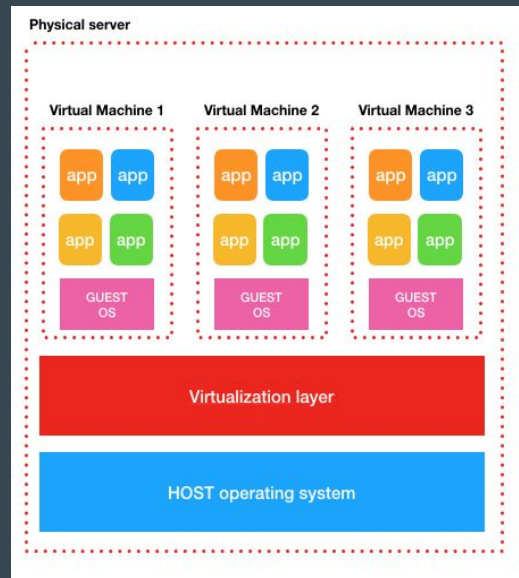 Physical server
Virtual Machine 1 Virtual Machine 2 Virtual Machine 3
app app app app app app
app app app app app app
GUEST GUEST GUEST
OS OS OS
Virtualization layer
HOST operating system